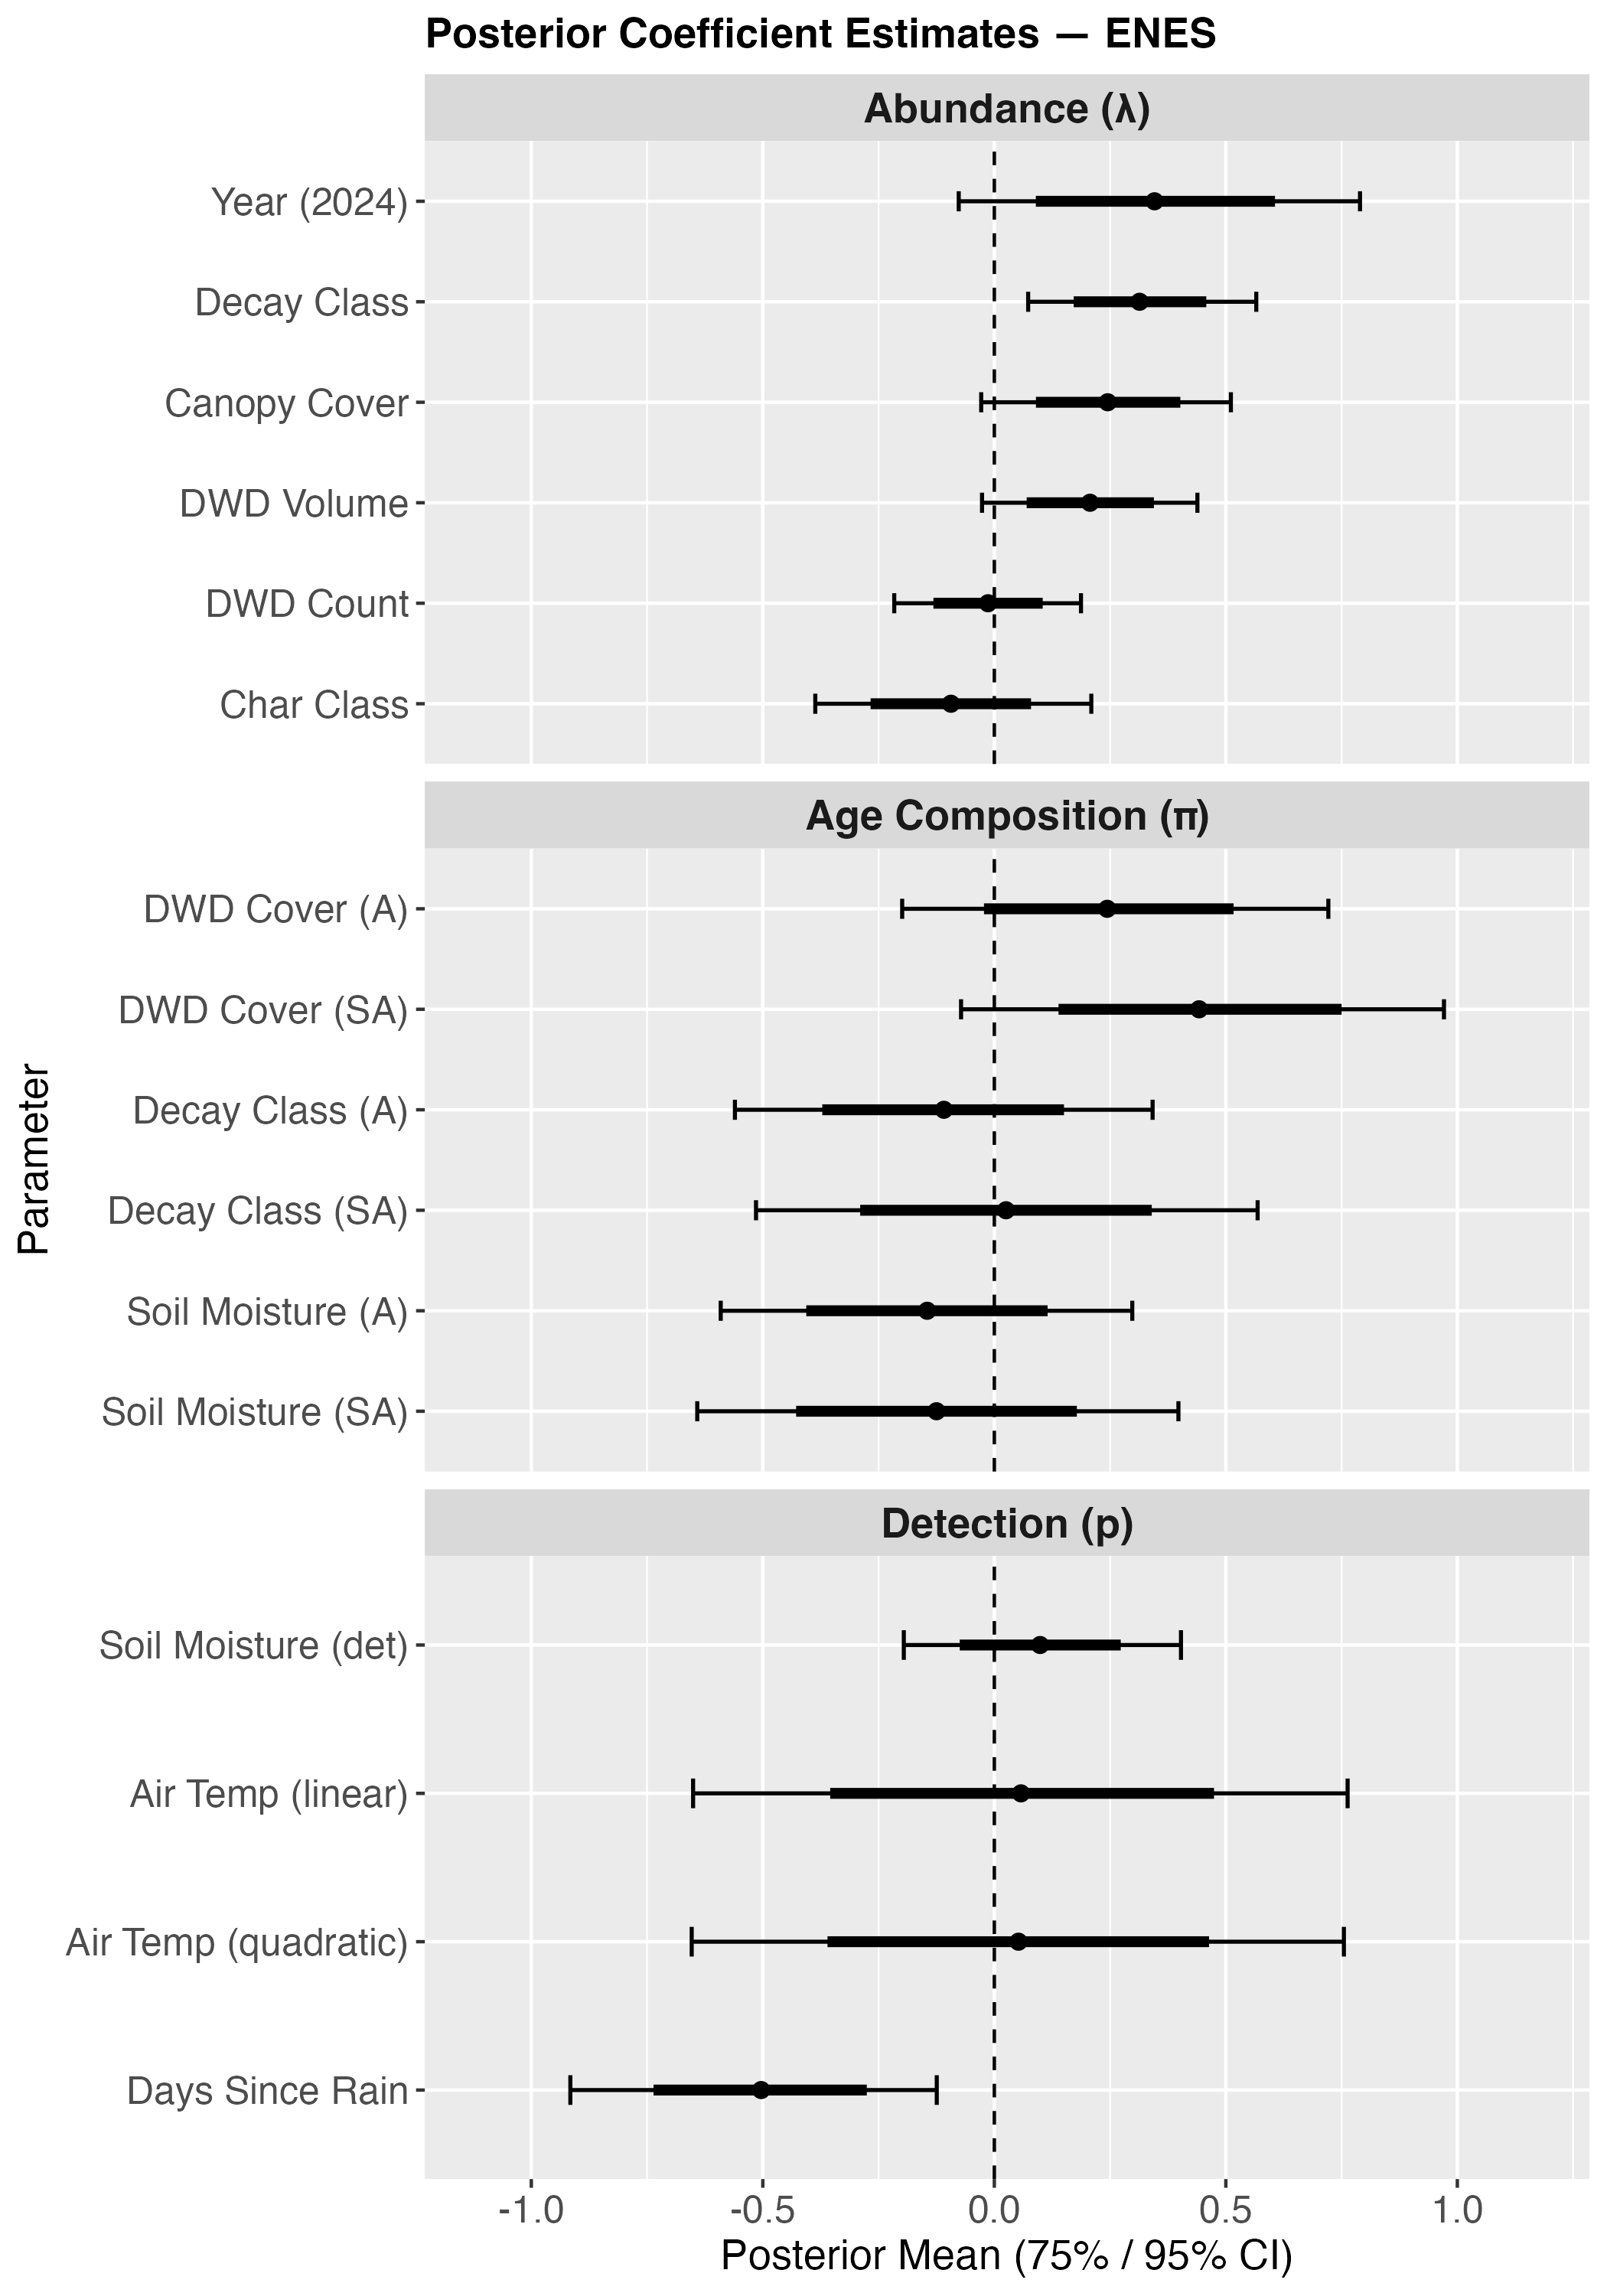 Posterior Coefficient Estimates — ENES
Abundance (λ)
Year (2024)
Decay Class
Canopy Cover
DWD Volume
DWD Count
Char Class
Age Composition (π)
DWD Cover (A)
DWD Cover (SA)
Decay Class (A)
Decay Class (SA)
Soil Moisture (A)
Soil Moisture (SA)
Parameter
Detection (p)
Soil Moisture (det)
Air Temp (linear)
Air Temp (quadratic)
Days Since Rain
-1.0 -0.5 0.0 0.5 1.0
Posterior Mean (75% / 95% CI)